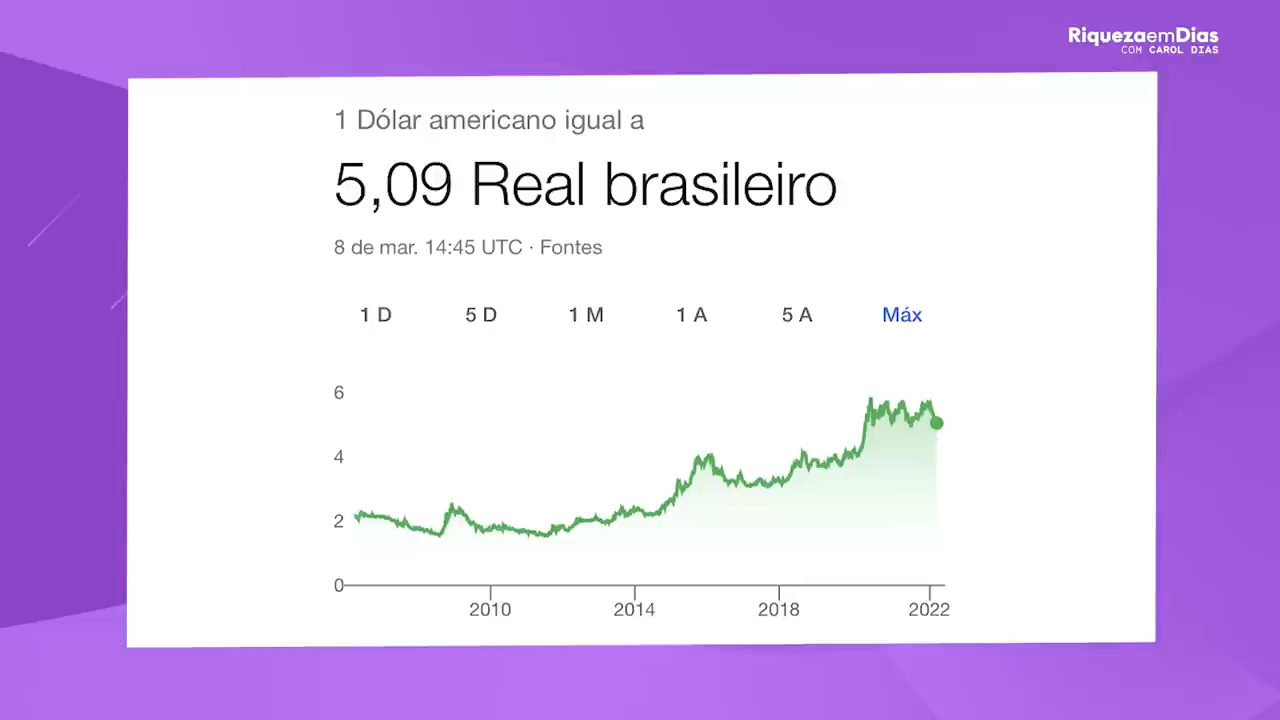 RiquezaemDias
COM CAROL DIAS
1 Dólar americano igual a
5,09 Real brasileiro
8 de mar. 14:45 UTC · Fontes
1 D 5 D 1 M 1 A 5 A Máx
6
4
2
0
2010 2014 2018 2022